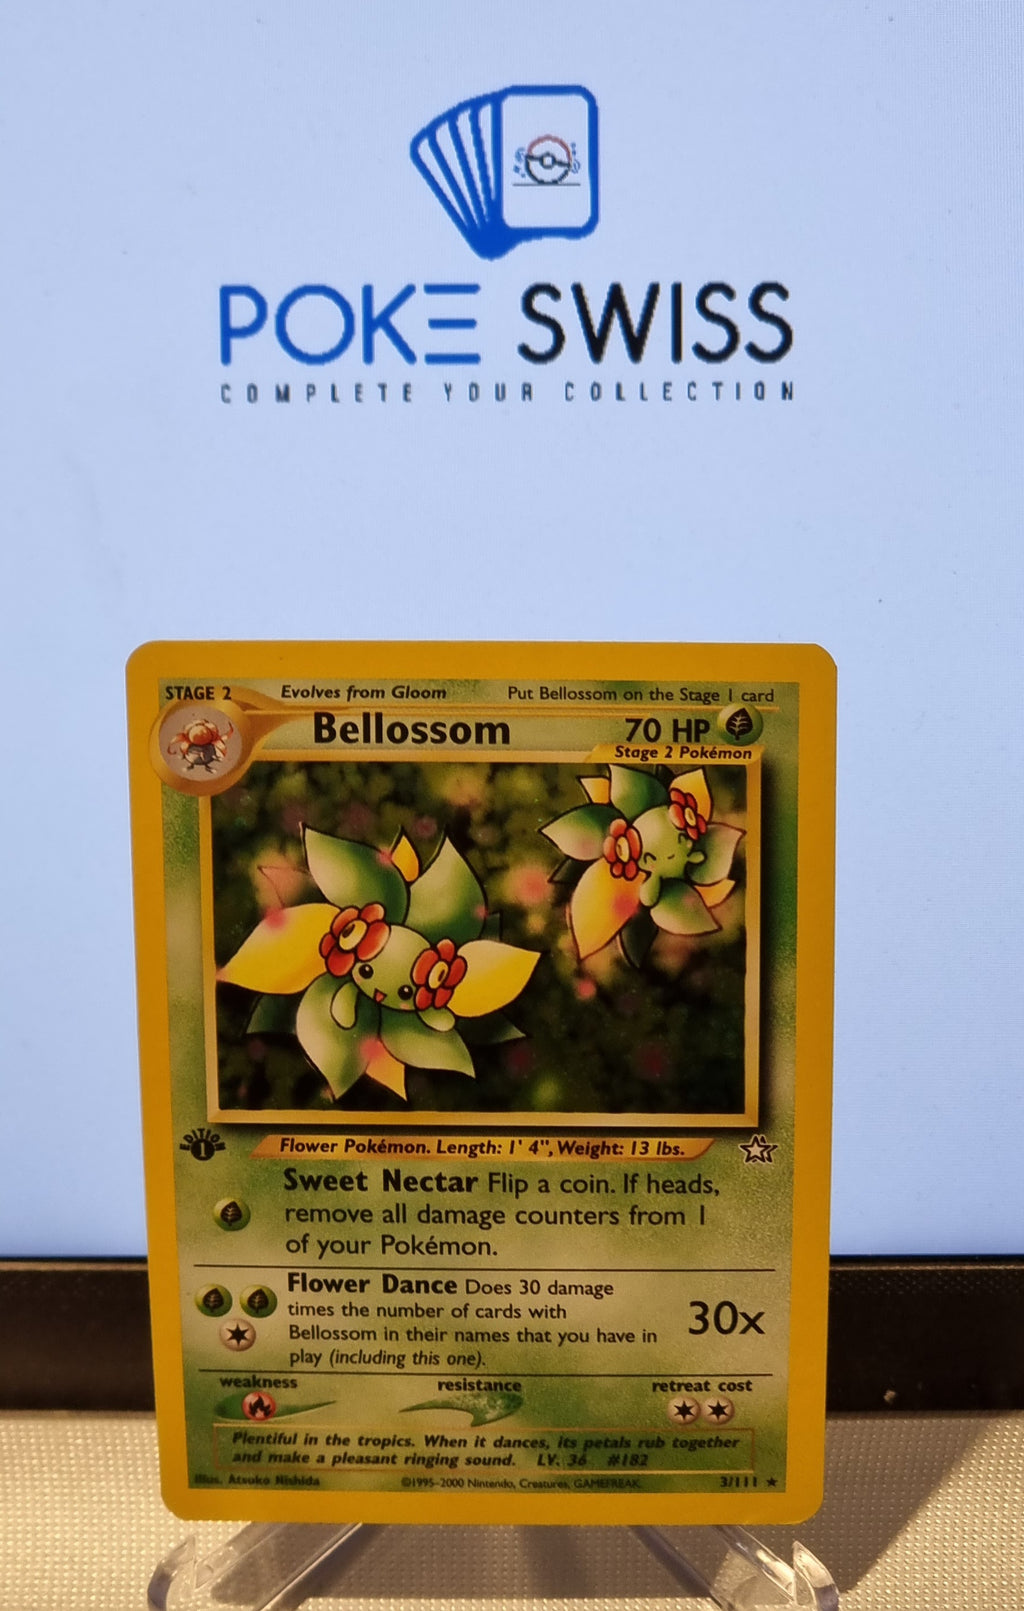 POKE SWISS
COMPLETE YOUR COLLECTION
STAGE 2 Evolves from Gloom Put Bellossom on the Stage 1 card
Bellossom 70 HP
Stage 2 Pokémon
EDITION 1
Flower Pokémon. Length: 1' 4", Weight: 13 lbs.
Sweet Nectar Flip a coin. If heads,
remove all damage counters from 1
of your Pokémon.
Flower Dance Does 30 damage
times the number of cards with
Bellossom in their names that you have in
play (including this one).
30x
weakness resistance retreat cost
Plentiful in the tropics. When it dances, its petals rub together
and make a pleasant ringing sound. LV. 36 #182
Illus. Atsuko Nishida ©1995-2000 Nintendo, Creatures, GAMEFREAK. 3/111 ★